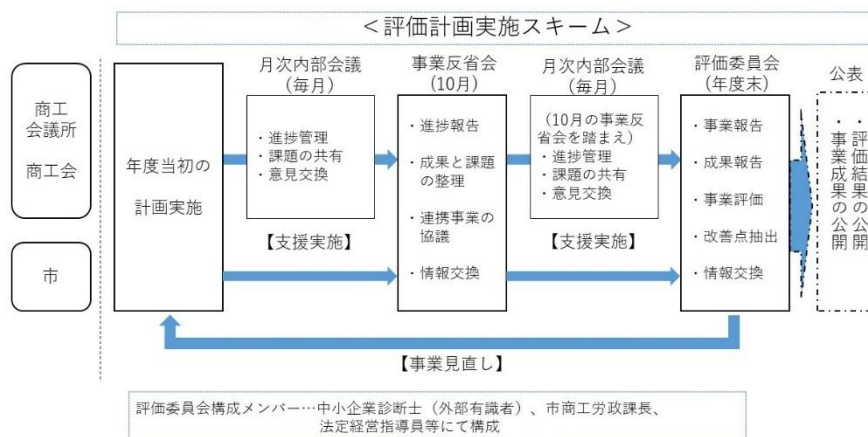 ＜評価計画実施スキーム＞
商工
会議所
商工会
市
年度当初の
計画実施
月次内部会議
（毎月）
・進捗管理
・課題の共有
・意見交換
【支援実施】
事業反省会
(10月)
・進捗報告
・成果と課題
の整理
・連携事業の
協議
・情報交換
月次内部会議
（毎月）
（10月の事業反
省会を踏まえ）
・進捗管理
・課題の共有
・意見交換
【支援実施】
評価委員会
(年度末)
・事業報告
・成果報告
・事業評価
・改善点抽出
・情報交換
公表
・評価結果の公開
・事業成果の公開
【事業見直し】
評価委員会構成メンバー…中小企業診断士（外部有識者）、市商工労政課長、
法定経営指導員等にて構成